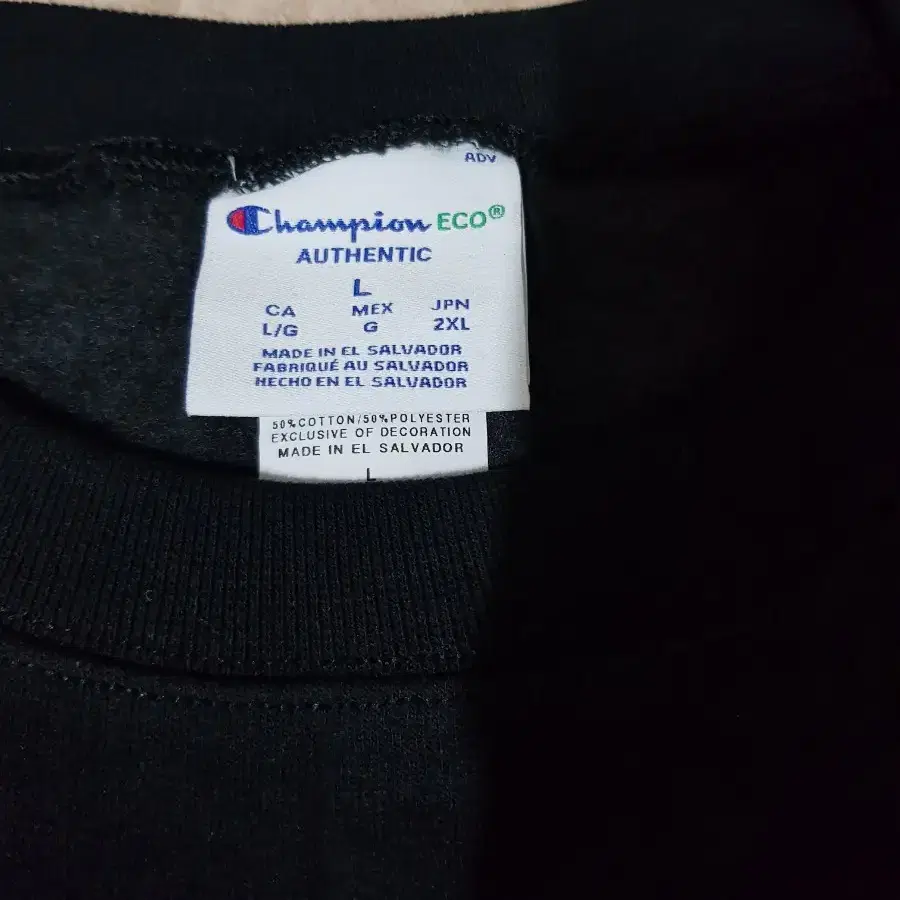 ADV
Champion ECO®
AUTHENTIC
L
CA MEX JPN
L/G G 2XL
MADE IN EL SALVADOR
FABRIQUÉ AU SALVADOR
HECHO EN EL SALVADOR
50%COTTON/50%POLYESTER
EXCLUSIVE OF DECORATION
MADE IN EL SALVADOR
L